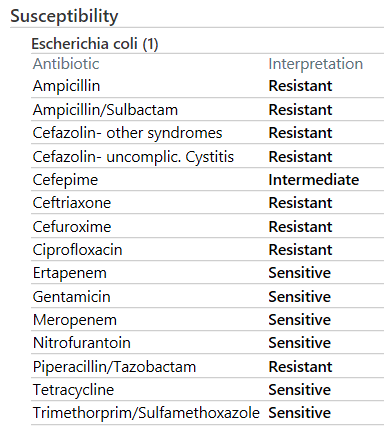 Susceptibility
Escherichia coli (1)
Antibiotic Interpretation
Ampicillin Resistant
Ampicillin/Sulbactam Resistant
Cefazolin- other syndromes Resistant
Cefazolin- uncomplic. Cystitis Resistant
Cefepime Intermediate
Ceftriaxone Resistant
Cefuroxime Resistant
Ciprofloxacin Resistant
Ertapenem Sensitive
Gentamicin Sensitive
Meropenem Sensitive
Nitrofurantoin Sensitive
Piperacillin/Tazobactam Resistant
Tetracycline Sensitive
Trimethorprim/Sulfamethoxazole Sensitive